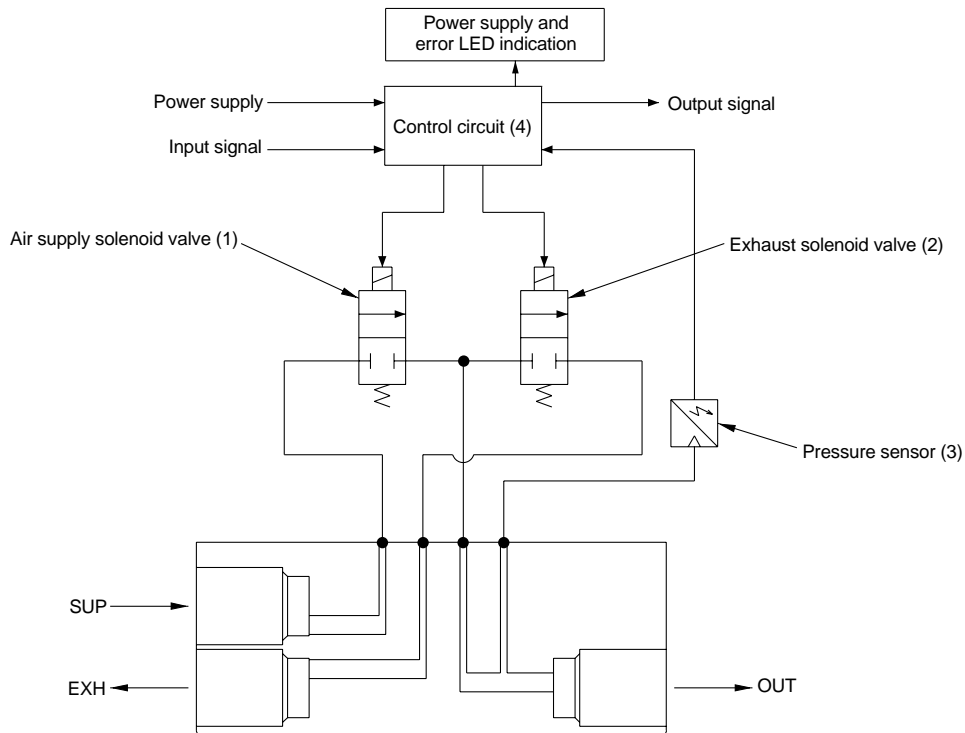 Power supply and
error LED indication
Power supply
Output signal
Control circuit (4)
Input signal
Air supply solenoid valve (1)
Exhaust solenoid valve (2)
Pressure sensor (3)
SUP
EXH
OUT